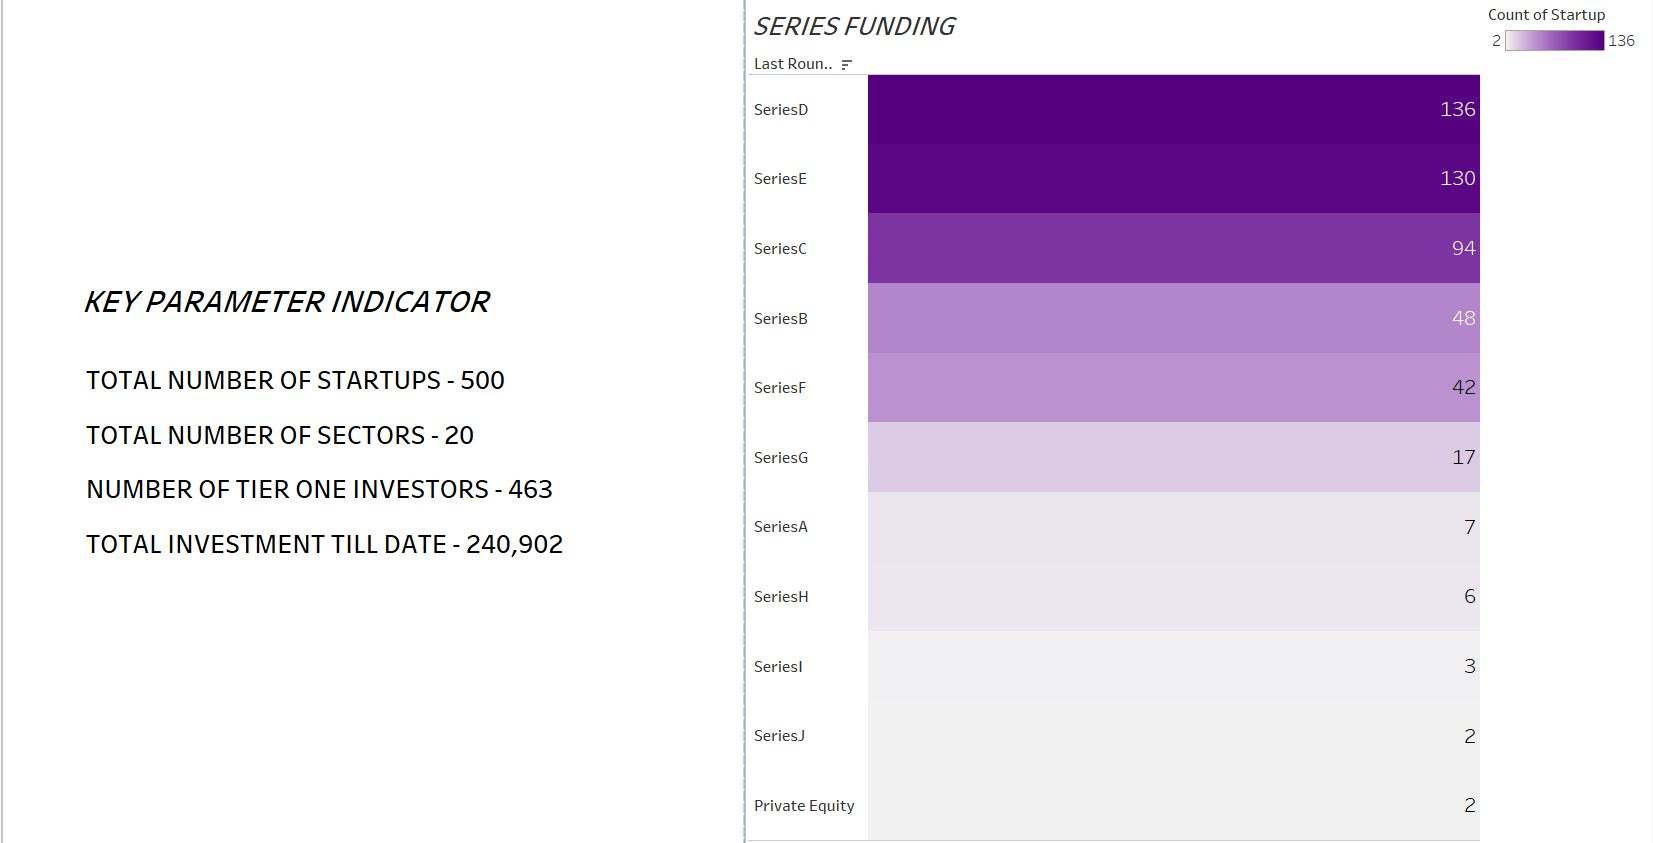 KEY PARAMETER INDICATOR
TOTAL NUMBER OF STARTUPS - 500
TOTAL NUMBER OF SECTORS - 20
NUMBER OF TIER ONE INVESTORS - 463
TOTAL INVESTMENT TILL DATE - 240,902
SERIES FUNDING
Last Roun..
SeriesD 136
SeriesE 130
SeriesC 94
SeriesB 48
SeriesF 42
SeriesG 17
SeriesA 7
SeriesH 6
SeriesI 3
SeriesJ 2
Private Equity 2
Count of Startup
2 136